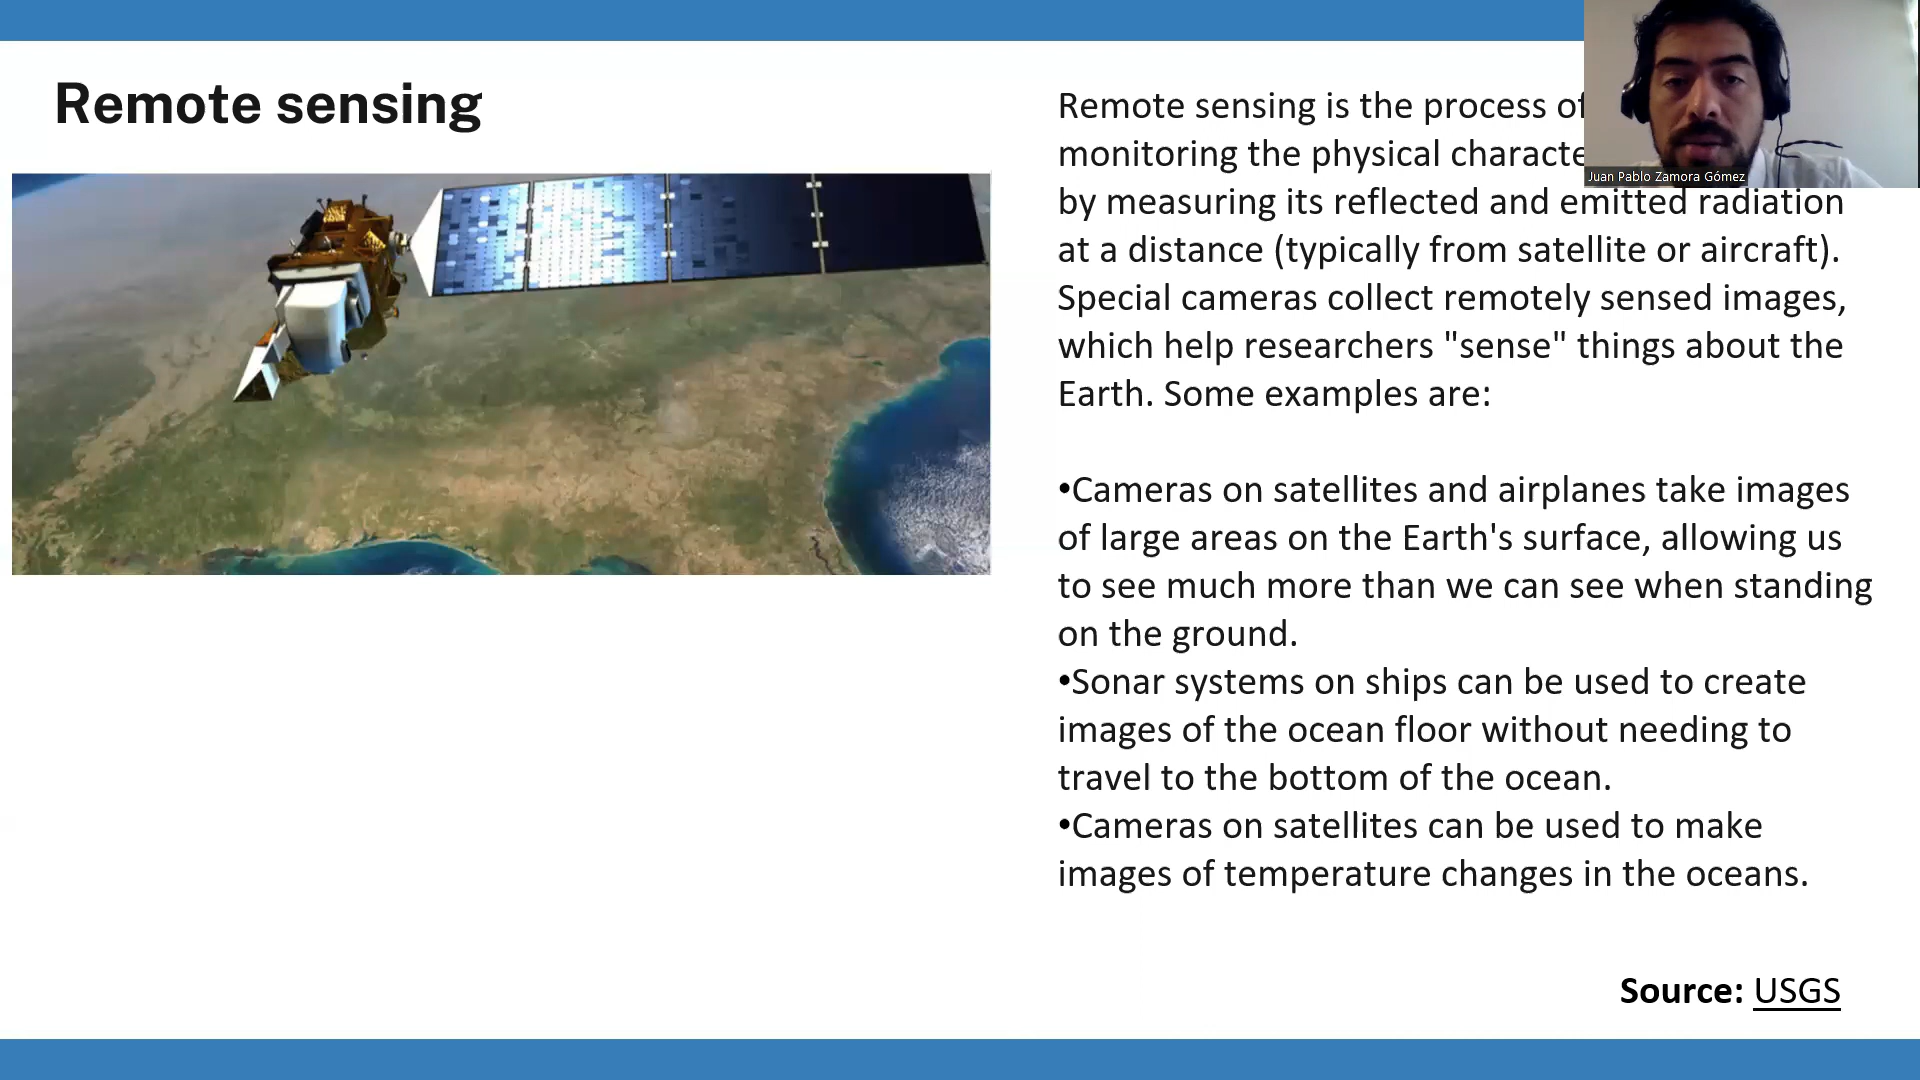 Remote sensing
Remote sensing is the process of
monitoring the physical characte
by measuring its reflected and emitted radiation
at a distance (typically from satellite or aircraft).
Special cameras collect remotely sensed images,
which help researchers "sense" things about the
Earth. Some examples are:
•Cameras on satellites and airplanes take images
of large areas on the Earth's surface, allowing us
to see much more than we can see when standing
on the ground.
•Sonar systems on ships can be used to create
images of the ocean floor without needing to
travel to the bottom of the ocean.
•Cameras on satellites can be used to make
images of temperature changes in the oceans.
Source: USGS
Juan Pablo Zamora Gómez